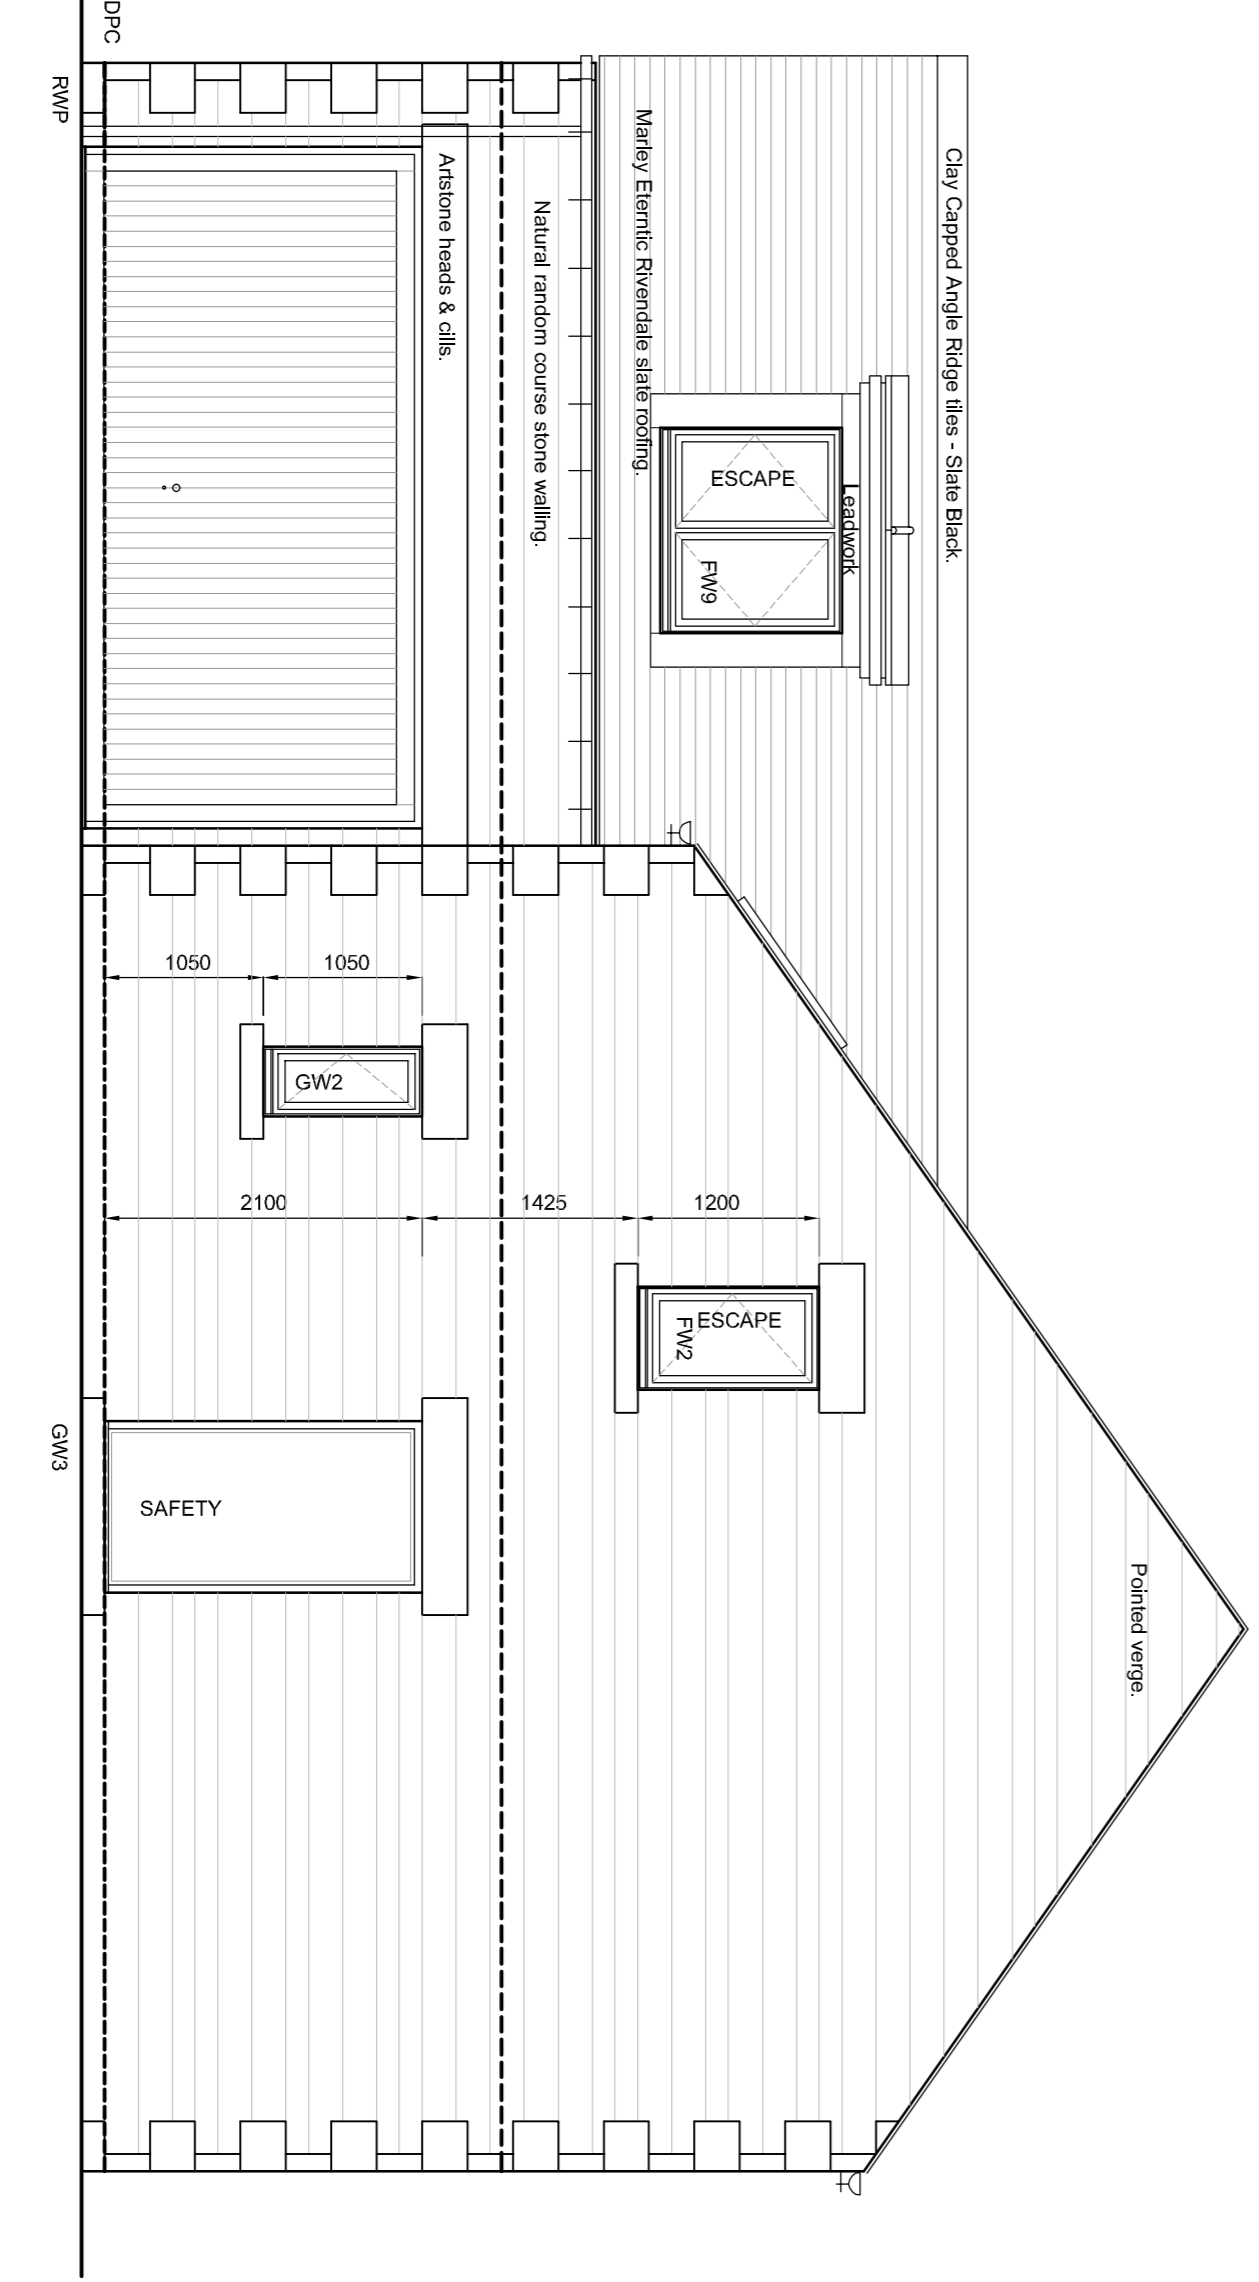 Clay Capped Angle Ridge tiles - Slate Black.
Leadwork
ESCAPE
FW9
Marley Eterntic Rivendale slate roofing.
Natural random course stone walling.
Artstone heads & cills.
DPC
RWP
Pointed verge.
ESCAPE
FW2
1200
1425
2100
1050
1050
GW2
SAFETY
GW3